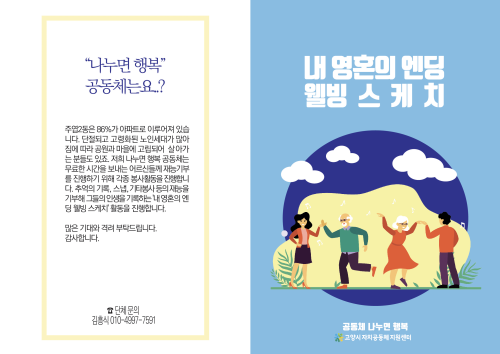 “나누면 행복”
공동체는요..?
주엽2동은 86%가 아파트로 이루어져 있습
니다. 단절되고 고령화된 노인세대가 많아
짐에 따라 공원과 마을에 고립되어 살아가
는 분들도 있죠. 저희 나누면 행복 공동체는
무료한 시간을 보내는 어르신들께 재능기부
를 진행하기 위해 각종 봉사활동을 진행합니
다. 추억의 기록, 스냅, 기타봉사 등의 재능을
기부해 그들의 인생을 기록하는 '내 영혼의 엔
딩 웰빙 스케치' 활동을 진행합니다.
많은 기대와 격려 부탁드립니다.
감사합니다.
☎ 단체 문의
김홍식 010-4997-7591
내 영혼의 엔딩
웰빙 스 케 치
공동체 나누면 행복
고양시 자치공동체지원센터